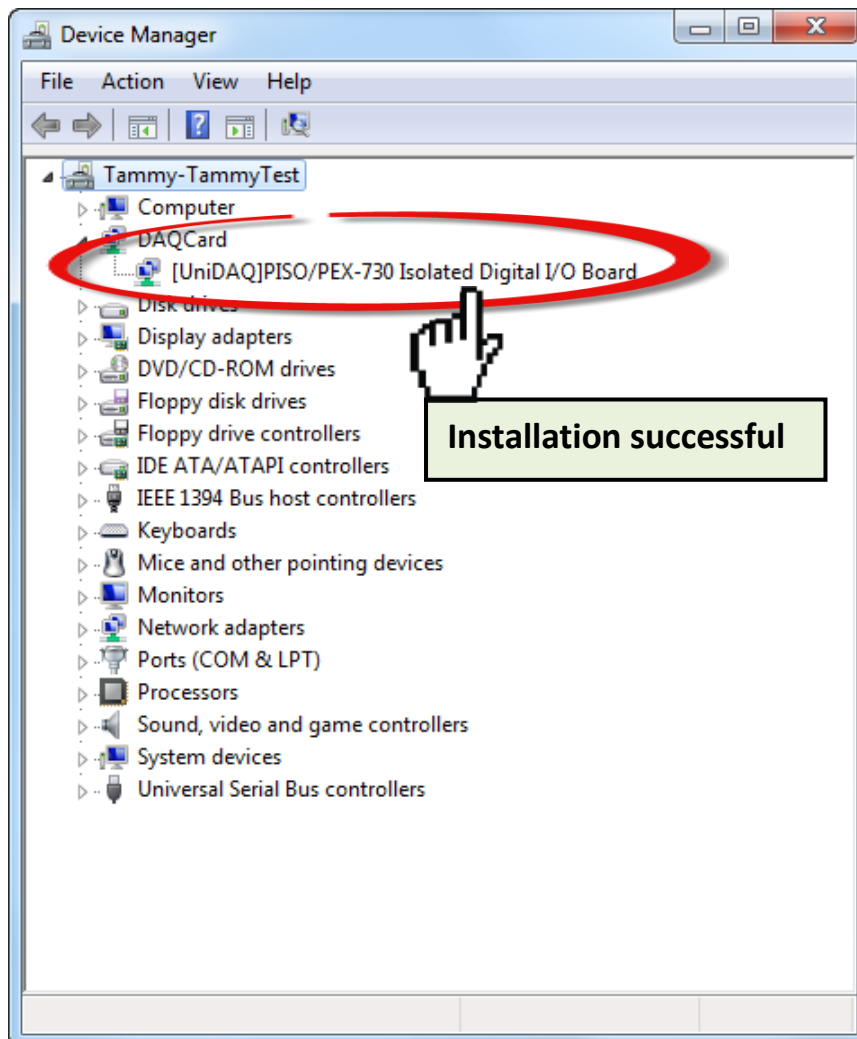 Device Manager
File Action View Help
Tammy-TammyTest
Computer
DAQCard
[UniDAQ]PISO/PEX-730 Isolated Digital I/O Board
Disk drives
Display adapters
DVD/CD-ROM drives
Floppy disk drives
Floppy drive controllers
Installation successful
IDE ATA/ATAPI controllers
IEEE 1394 Bus host controllers
Keyboards
Mice and other pointing devices
Monitors
Network adapters
Ports (COM & LPT)
Processors
Sound, video and game controllers
System devices
Universal Serial Bus controllers